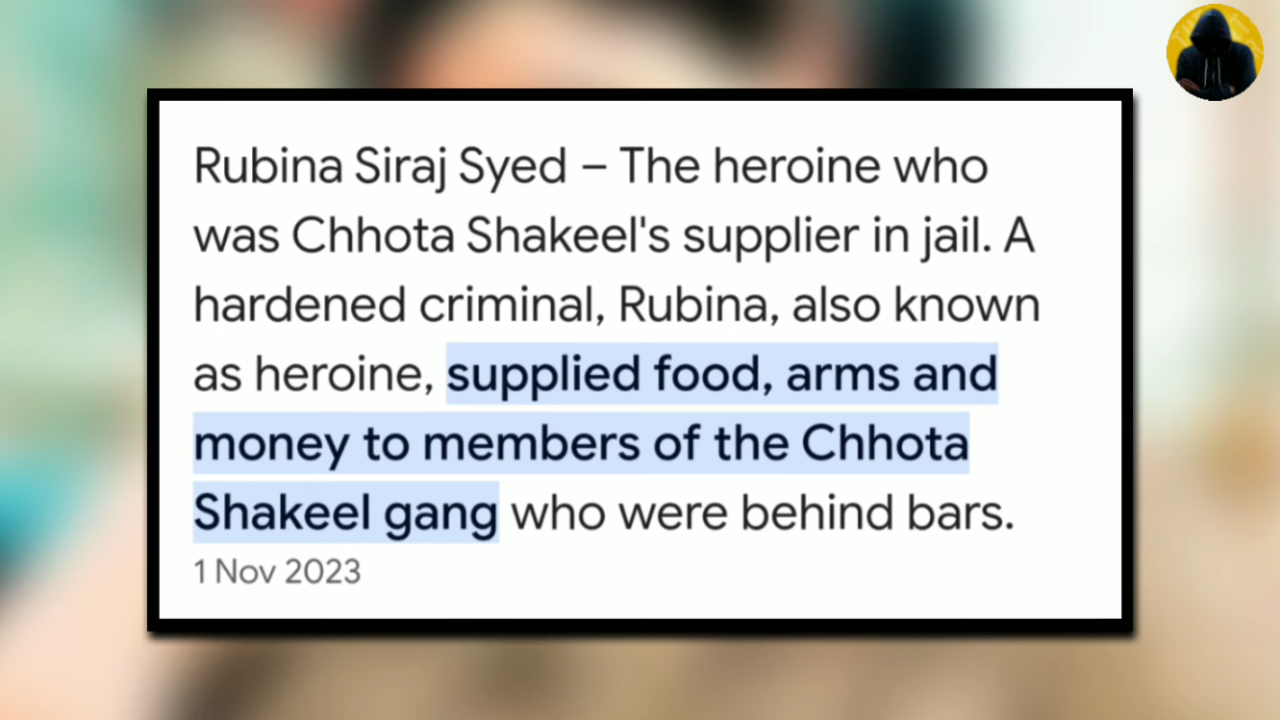 Rubina Siraj Syed – The heroine who
was Chhota Shakeel's supplier in jail. A
hardened criminal, Rubina, also known
as heroine, supplied food, arms and
money to members of the Chhota
Shakeel gang who were behind bars.
1 Nov 2023